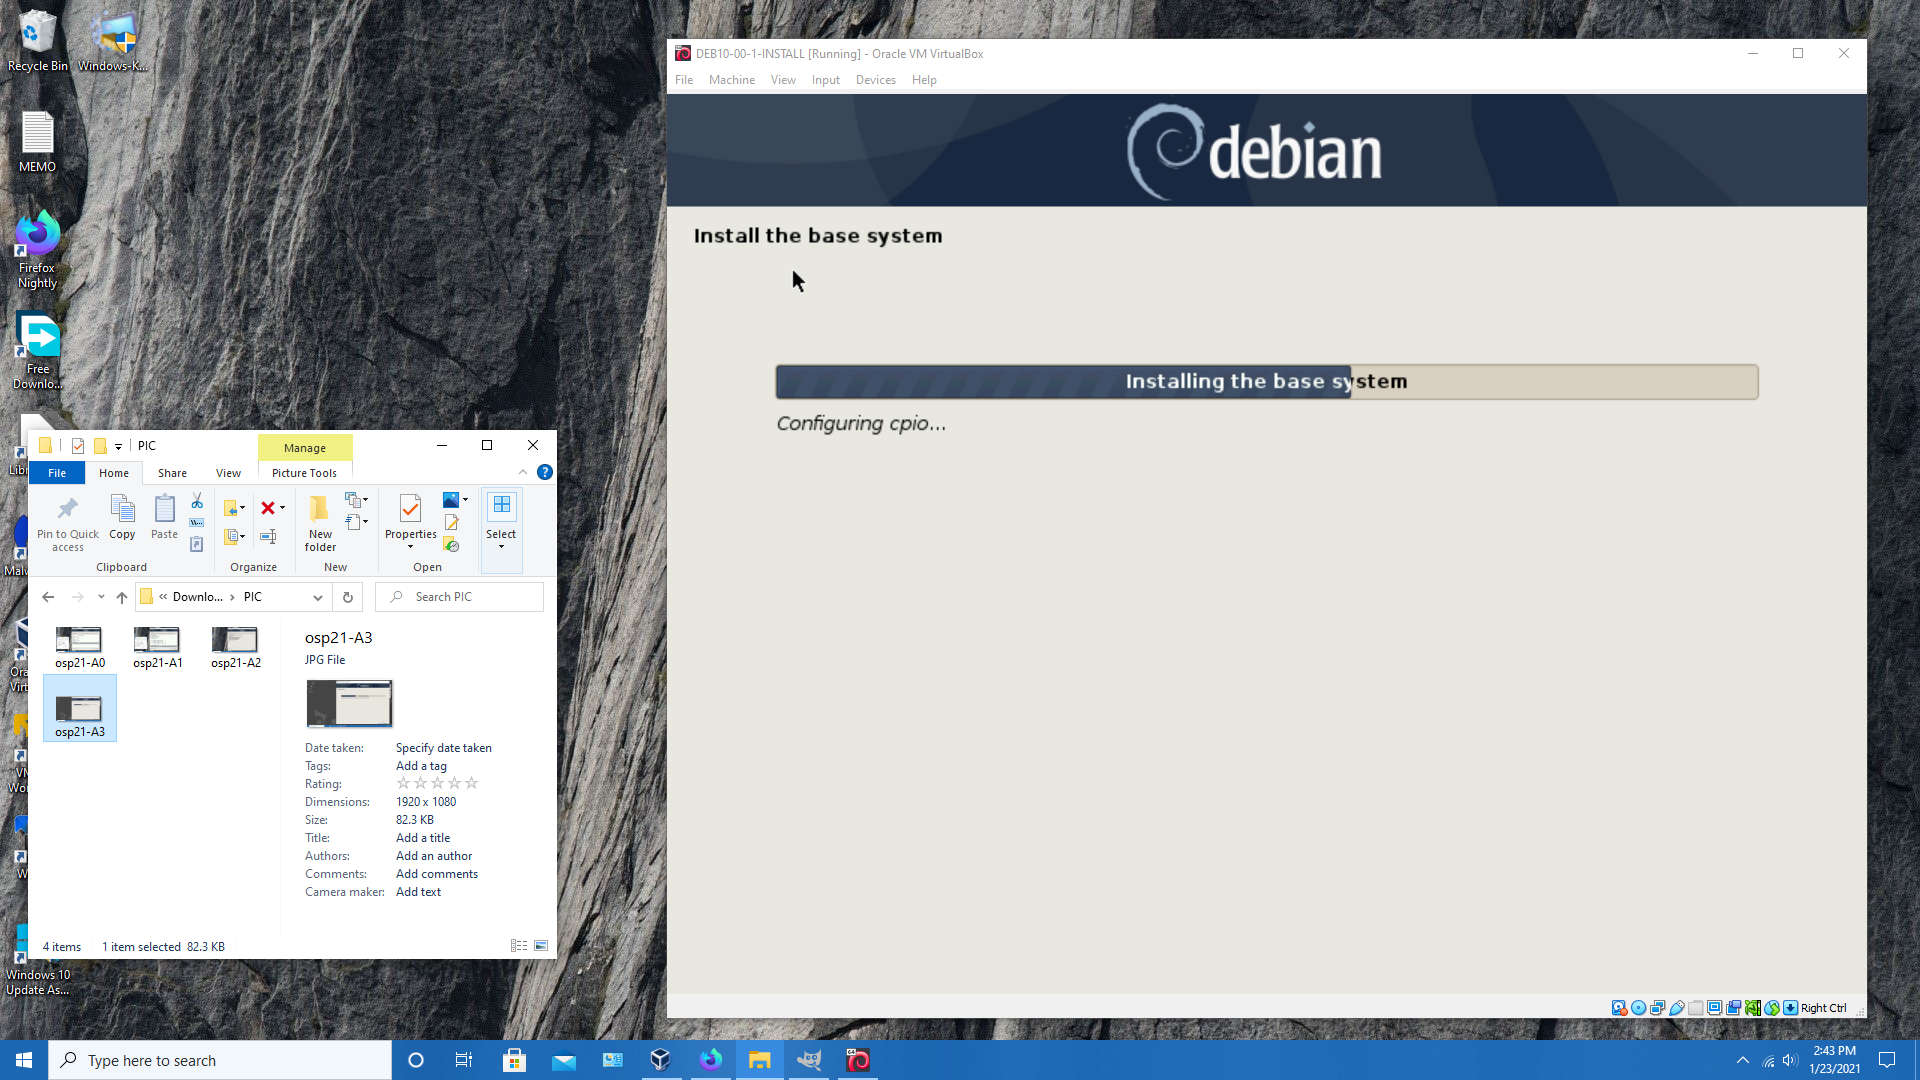 Recycle Bin
Windows-K...
MEMO
Firefox
Nightly
Free
Downlo...
Windows 10
Update As...
PIC
Manage
File
Home
Share
View
Picture Tools
Pin to Quick
access
Copy
Paste
New
folder
Properties
Select
Clipboard
Organize
New
Open
« Downlo... › PIC
Search PIC
osp21-A0
osp21-A1
osp21-A2
osp21-A3
osp21-A3
JPG File
Date taken: Specify date taken
Tags: Add a tag
Rating:
Dimensions: 1920 x 1080
Size: 82.3 KB
Title: Add a title
Authors: Add an author
Comments: Add comments
Camera maker: Add text
4 items 1 item selected 82.3 KB
DEB10-00-1-INSTALL [Running] - Oracle VM VirtualBox
File Machine View Input Devices Help
debian
Install the base system
Installing the base system
Configuring cpio...
Right Ctrl
Type here to search
64
2:43 PM
1/23/2021